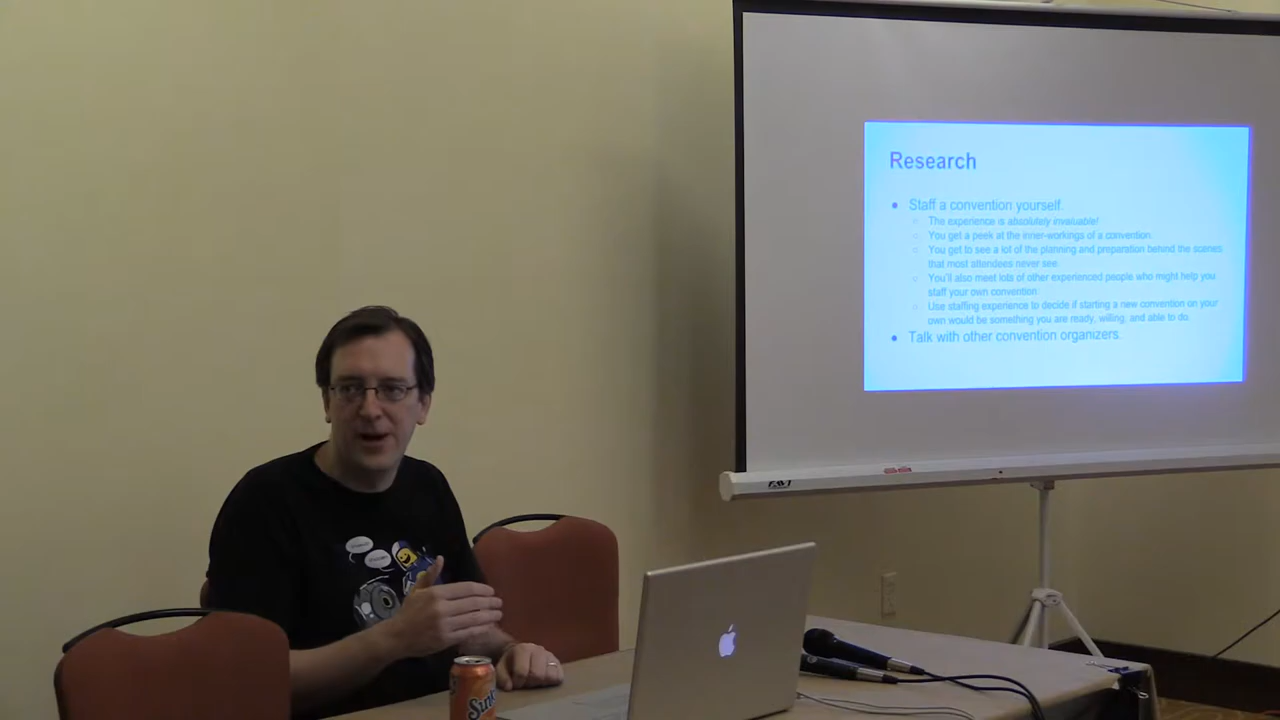 Research
● Staff a convention yourself.
○ The experience is absolutely invaluable!
○ You get a peek at the inner-workings of a convention.
○ You get to see a lot of the planning and preparation behind the scenes
that most attendees never see.
○ You'll also meet lots of other experienced people who might help you
staff your own convention.
○ Use staffing experience to decide if starting a new convention on your
own would be something you are ready, willing, and able to do.
● Talk with other convention organizers.
FAVI
Sunk